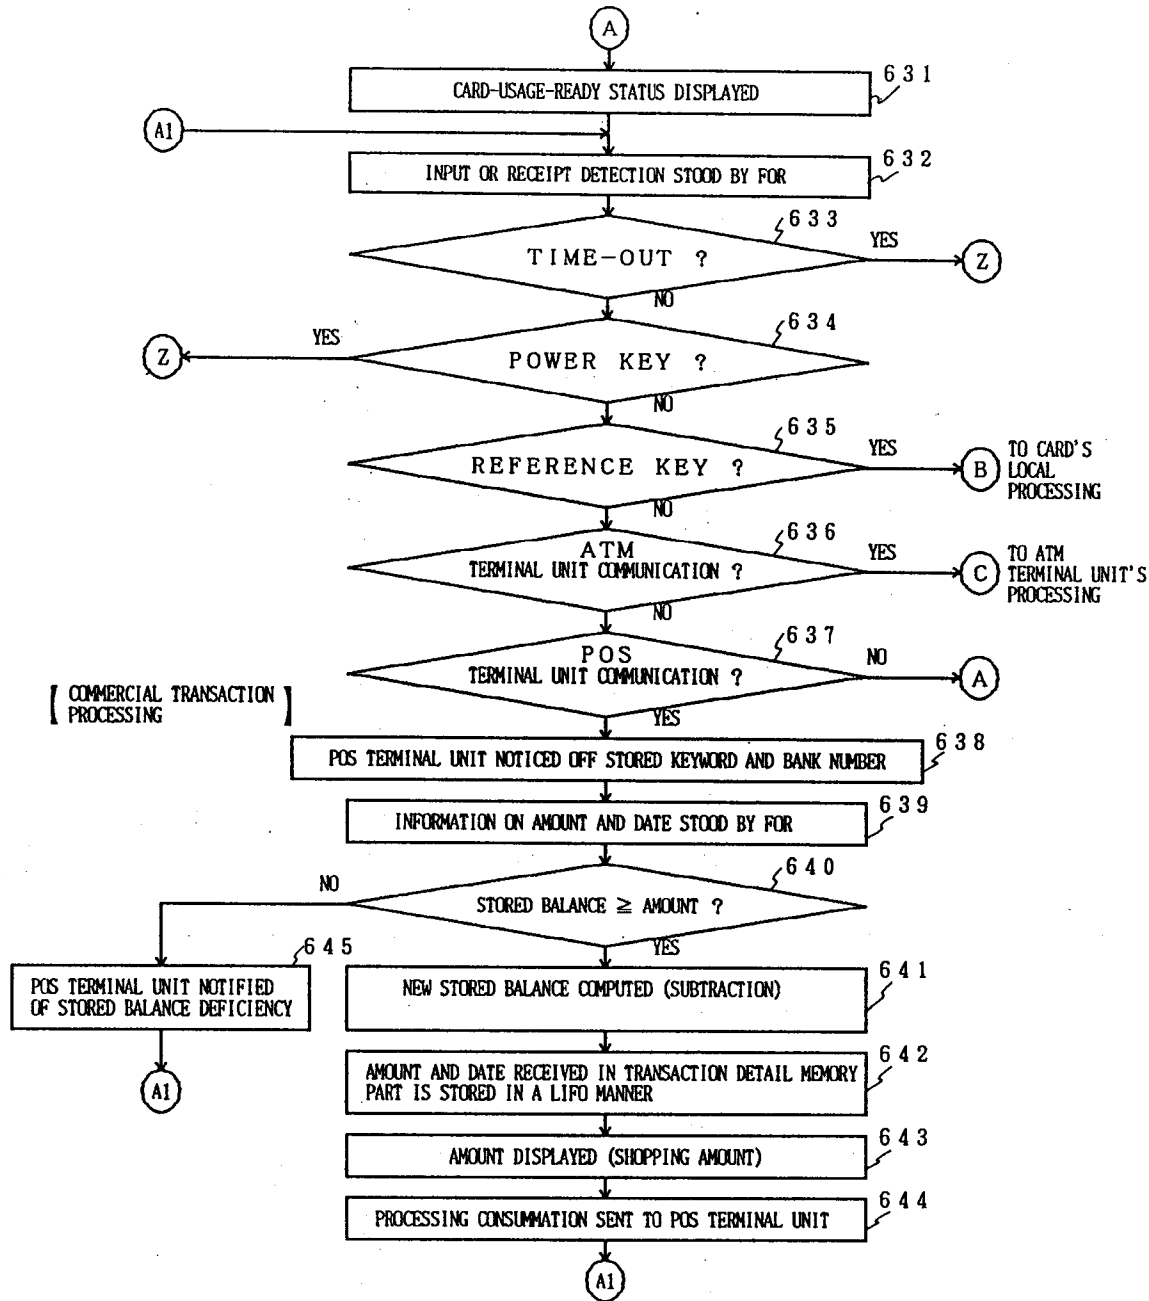 A
631
CARD-USAGE-READY STATUS DISPLAYED
A1
632
INPUT OR RECEIPT DETECTION STOOD BY FOR
633
TIME-OUT ?
YES
Z
NO
634
POWER KEY ?
YES
Z
NO
635
REFERENCE KEY ?
YES
B
TO CARD'S
LOCAL
PROCESSING
NO
636
ATM
TERMINAL UNIT COMMUNICATION ?
YES
C
TO ATM
TERMINAL UNIT'S
PROCESSING
NO
637
POS
TERMINAL UNIT COMMUNICATION ?
NO
A
YES
[ COMMERCIAL TRANSACTION
PROCESSING ]
638
POS TERMINAL UNIT NOTICED OFF STORED KEYWORD AND BANK NUMBER
639
INFORMATION ON AMOUNT AND DATE STOOD BY FOR
640
STORED BALANCE ≧ AMOUNT ?
NO
YES
645
POS TERMINAL UNIT NOTIFIED
OF STORED BALANCE DEFICIENCY
A1
641
NEW STORED BALANCE COMPUTED (SUBTRACTION)
642
AMOUNT AND DATE RECEIVED IN TRANSACTION DETAIL MEMORY
PART IS STORED IN A LIFO MANNER
643
AMOUNT DISPLAYED (SHOPPING AMOUNT)
644
PROCESSING CONSUMMATION SENT TO POS TERMINAL UNIT
A1